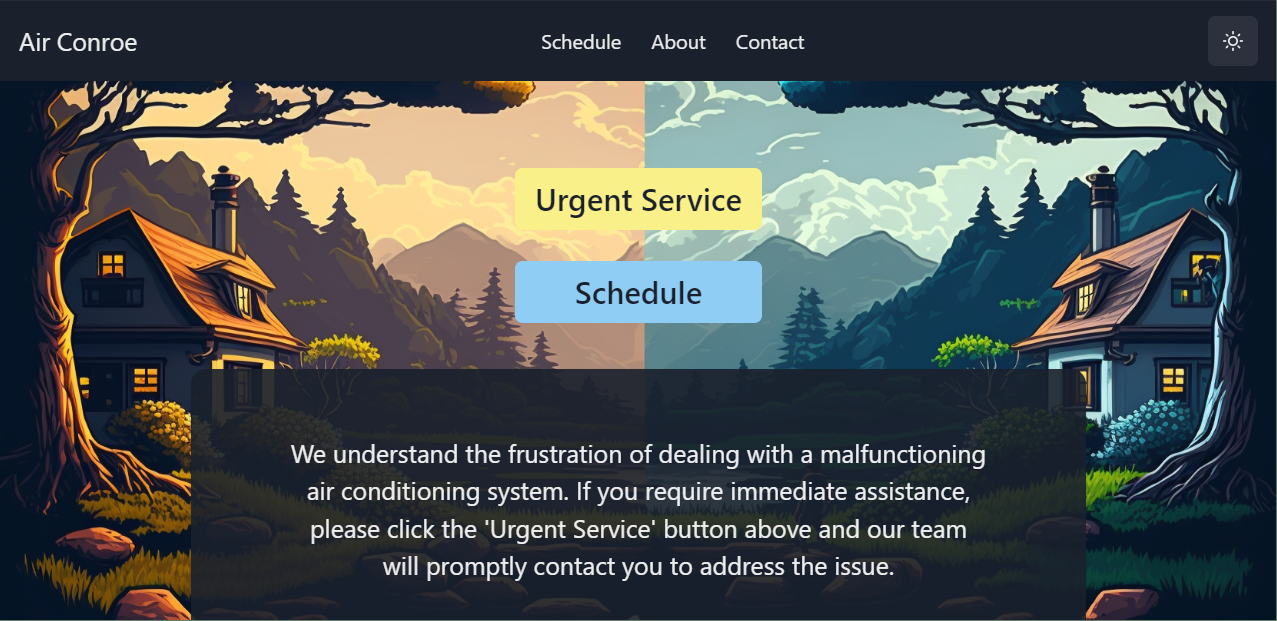 Air Conroe
Schedule
About
Contact
Urgent Service
Schedule
We understand the frustration of dealing with a malfunctioning
air conditioning system. If you require immediate assistance,
please click the 'Urgent Service' button above and our team
will promptly contact you to address the issue.